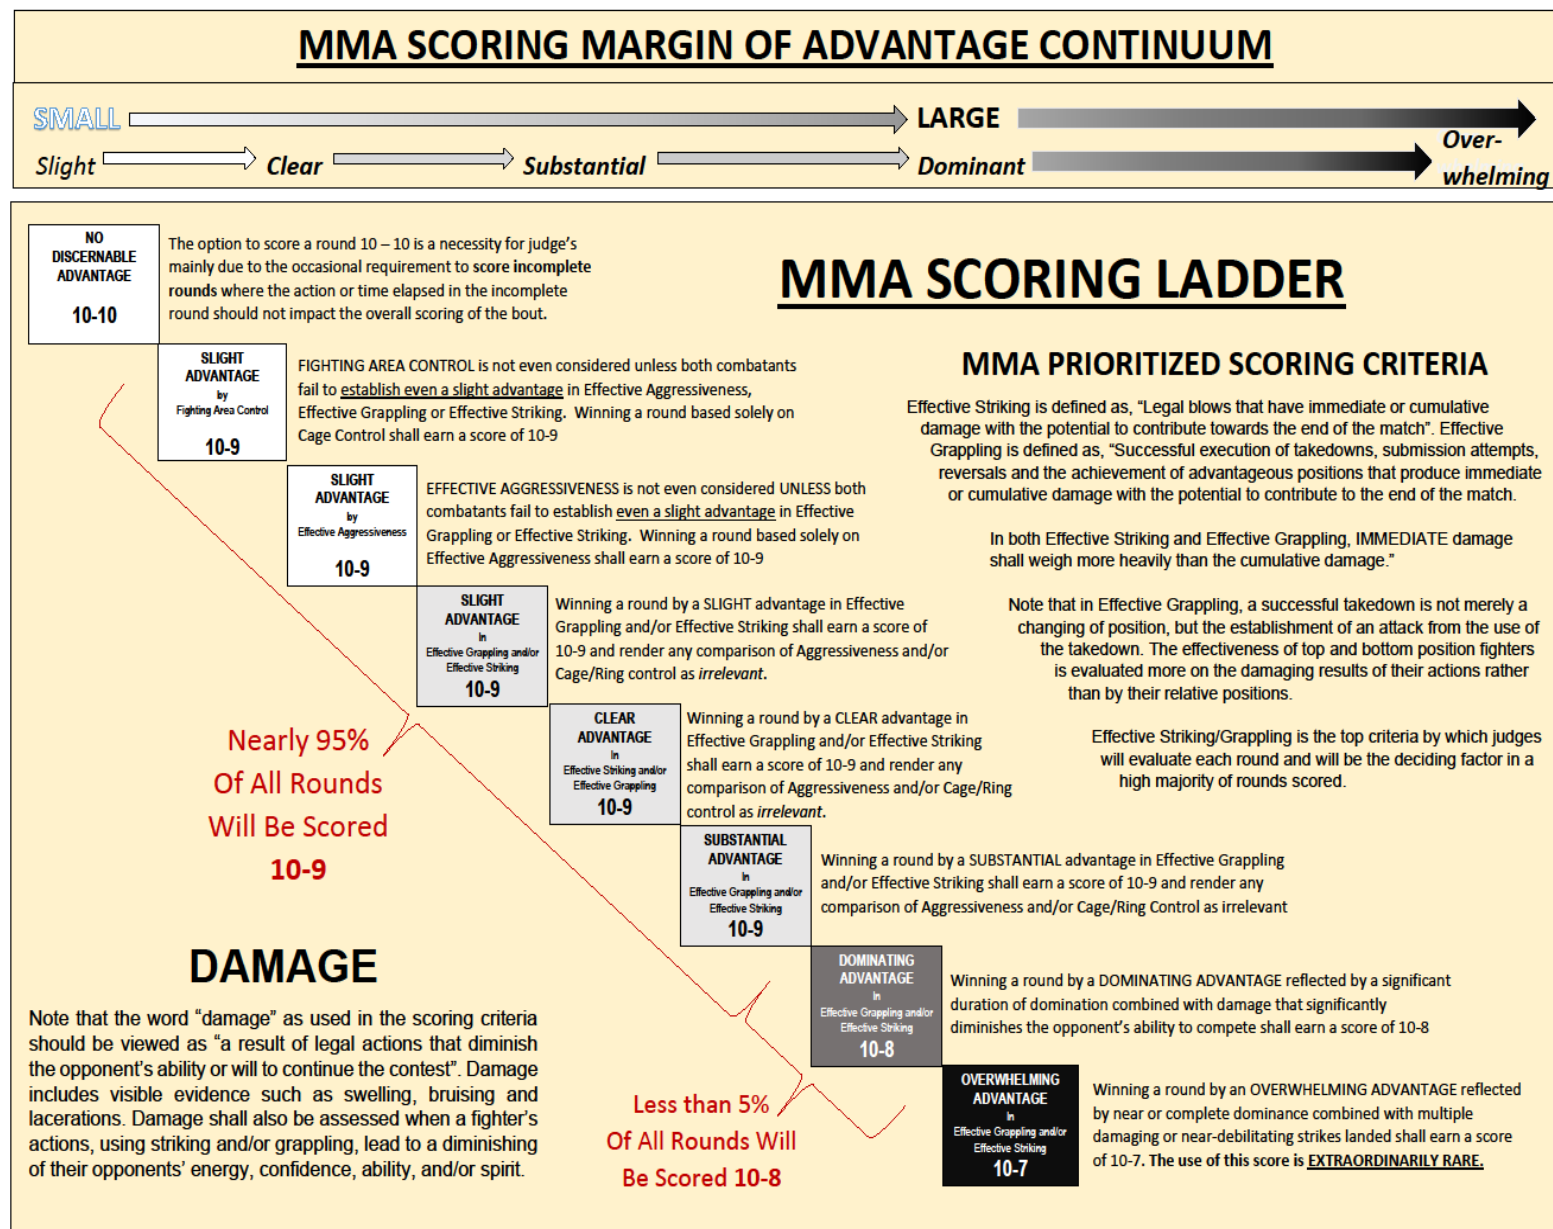 MMA SCORING MARGIN OF ADVANTAGE CONTINUUM
SMALL
LARGE
Slight
Clear
Substantial
Dominant
Over-
whelming
NO
DISCERNABLE
ADVANTAGE
10-10
The option to score a round 10 – 10 is a necessity for judge's
mainly due to the occasional requirement to score incomplete
rounds where the action or time elapsed in the incomplete
round should not impact the overall scoring of the bout.
MMA SCORING LADDER
SLIGHT
ADVANTAGE
by
Fighting Area Control
10-9
FIGHTING AREA CONTROL is not even considered unless both combatants
fail to establish even a slight advantage in Effective Aggressiveness,
Effective Grappling or Effective Striking. Winning a round based solely on
Cage Control shall earn a score of 10-9
MMA PRIORITIZED SCORING CRITERIA
Effective Striking is defined as, “Legal blows that have immediate or cumulative
damage with the potential to contribute towards the end of the match”. Effective
Grappling is defined as, “Successful execution of takedowns, submission attempts,
reversals and the achievement of advantageous positions that produce immediate
or cumulative damage with the potential to contribute to the end of the match.
In both Effective Striking and Effective Grappling, IMMEDIATE damage
shall weigh more heavily than the cumulative damage.”
Note that in Effective Grappling, a successful takedown is not merely a
changing of position, but the establishment of an attack from the use of
the takedown. The effectiveness of top and bottom position fighters
is evaluated more on the damaging results of their actions rather
than by their relative positions.
Effective Striking/Grappling is the top criteria by which judges
will evaluate each round and will be the deciding factor in a
high majority of rounds scored.
SLIGHT
ADVANTAGE
by
Effective Aggressiveness
10-9
EFFECTIVE AGGRESSIVENESS is not even considered UNLESS both
combatants fail to establish even a slight advantage in Effective
Grappling or Effective Striking. Winning a round based solely on
Effective Aggressiveness shall earn a score of 10-9
SLIGHT
ADVANTAGE
In
Effective Grappling and/or
Effective Striking
10-9
Winning a round by a SLIGHT advantage in Effective
Grappling and/or Effective Striking shall earn a score of
10-9 and render any comparison of Aggressiveness and/or
Cage/Ring control as irrelevant.
CLEAR
ADVANTAGE
In
Effective Striking and/or
Effective Grappling
10-9
Winning a round by a CLEAR advantage in
Effective Grappling and/or Effective Striking
shall earn a score of 10-9 and render any
comparison of Aggressiveness and/or Cage/Ring
control as irrelevant.
Nearly 95%
Of All Rounds
Will Be Scored
10-9
SUBSTANTIAL
ADVANTAGE
In
Effective Grappling and/or
Effective Striking
10-9
Winning a round by a SUBSTANTIAL advantage in Effective Grappling
and/or Effective Striking shall earn a score of 10-9 and render any
comparison of Aggressiveness and/or Cage/Ring Control as irrelevant
DOMINATING
ADVANTAGE
In
Effective Grappling and/or
Effective Striking
10-8
Winning a round by a DOMINATING ADVANTAGE reflected by a significant
duration of domination combined with damage that significantly
diminishes the opponent's ability to compete shall earn a score of 10-8
DAMAGE
Note that the word “damage” as used in the scoring criteria
should be viewed as “a result of legal actions that diminish
the opponent's ability or will to continue the contest”. Damage
includes visible evidence such as swelling, bruising and
lacerations. Damage shall also be assessed when a fighter's
actions, using striking and/or grappling, lead to a diminishing
of their opponents' energy, confidence, ability, and/or spirit.
Less than 5%
Of All Rounds Will
Be Scored 10-8
OVERWHELMING
ADVANTAGE
In
Effective Grappling and/or
Effective Striking
10-7
Winning a round by an OVERWHELMING ADVANTAGE reflected
by near or complete dominance combined with multiple
damaging or near-debilitating strikes landed shall earn a score
of 10-7. The use of this score is EXTRAORDINARILY RARE.